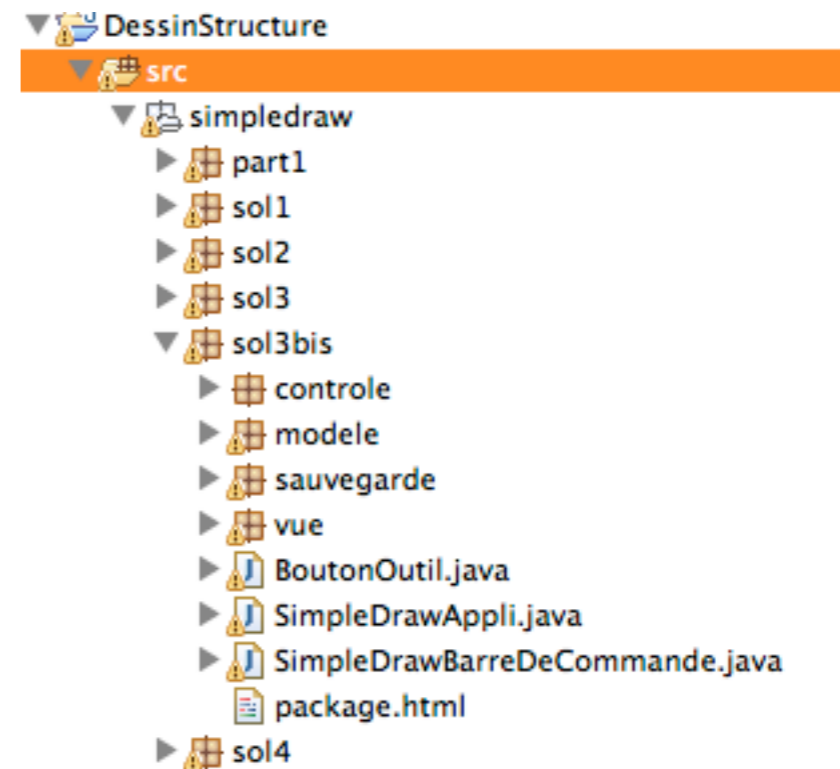 DessinStructure
src
simpledraw
part1
sol1
sol2
sol3
sol3bis
controle
modele
sauvegarde
vue
BoutonOutil.java
SimpleDrawAppli.java
SimpleDrawBarreDeCommande.java
package.html
sol4